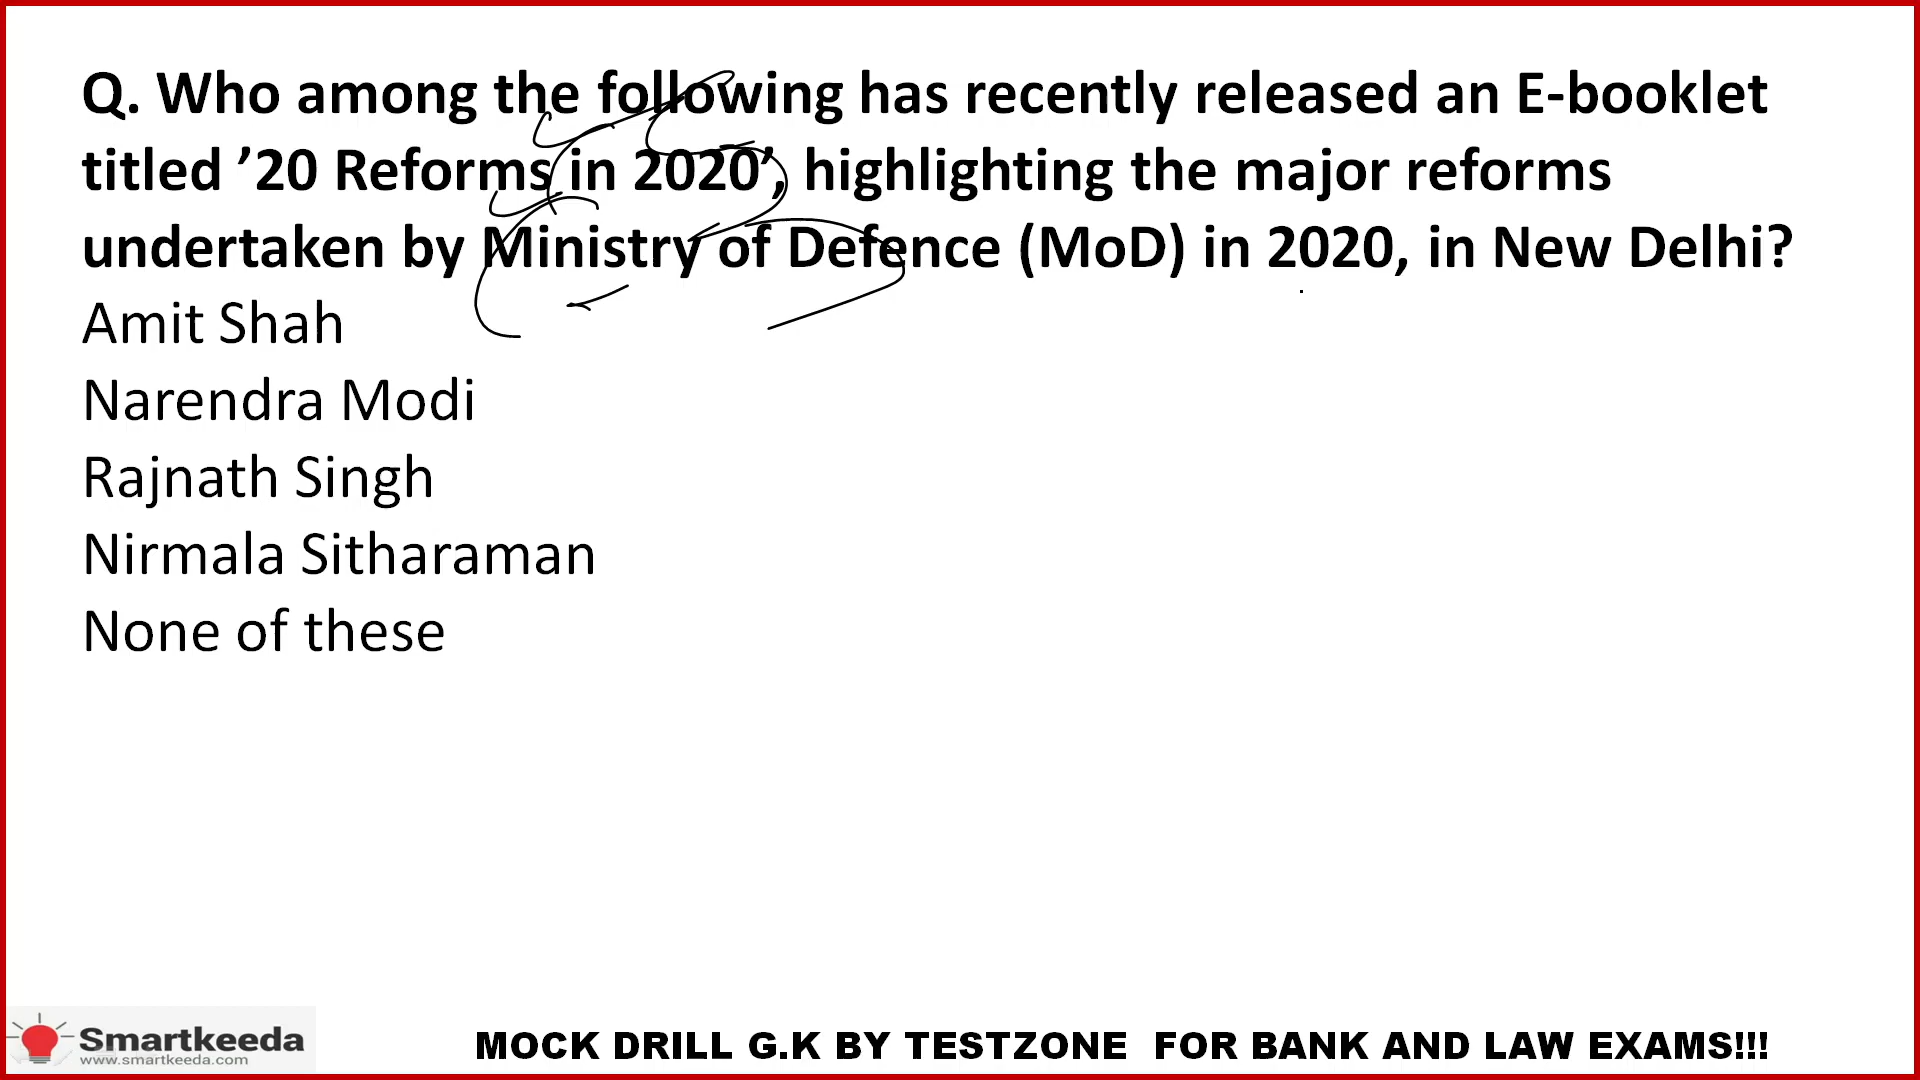 Q. Who among the following has recently released an E-booklet
titled ’20 Reforms in 2020’, highlighting the major reforms
undertaken by Ministry of Defence (MoD) in 2020, in New Delhi?
Amit Shah
Narendra Modi
Rajnath Singh
Nirmala Sitharaman
None of these
Smartkeeda
www.smartkeeda.com
MOCK DRILL G.K BY TESTZONE FOR BANK AND LAW EXAMS!!!